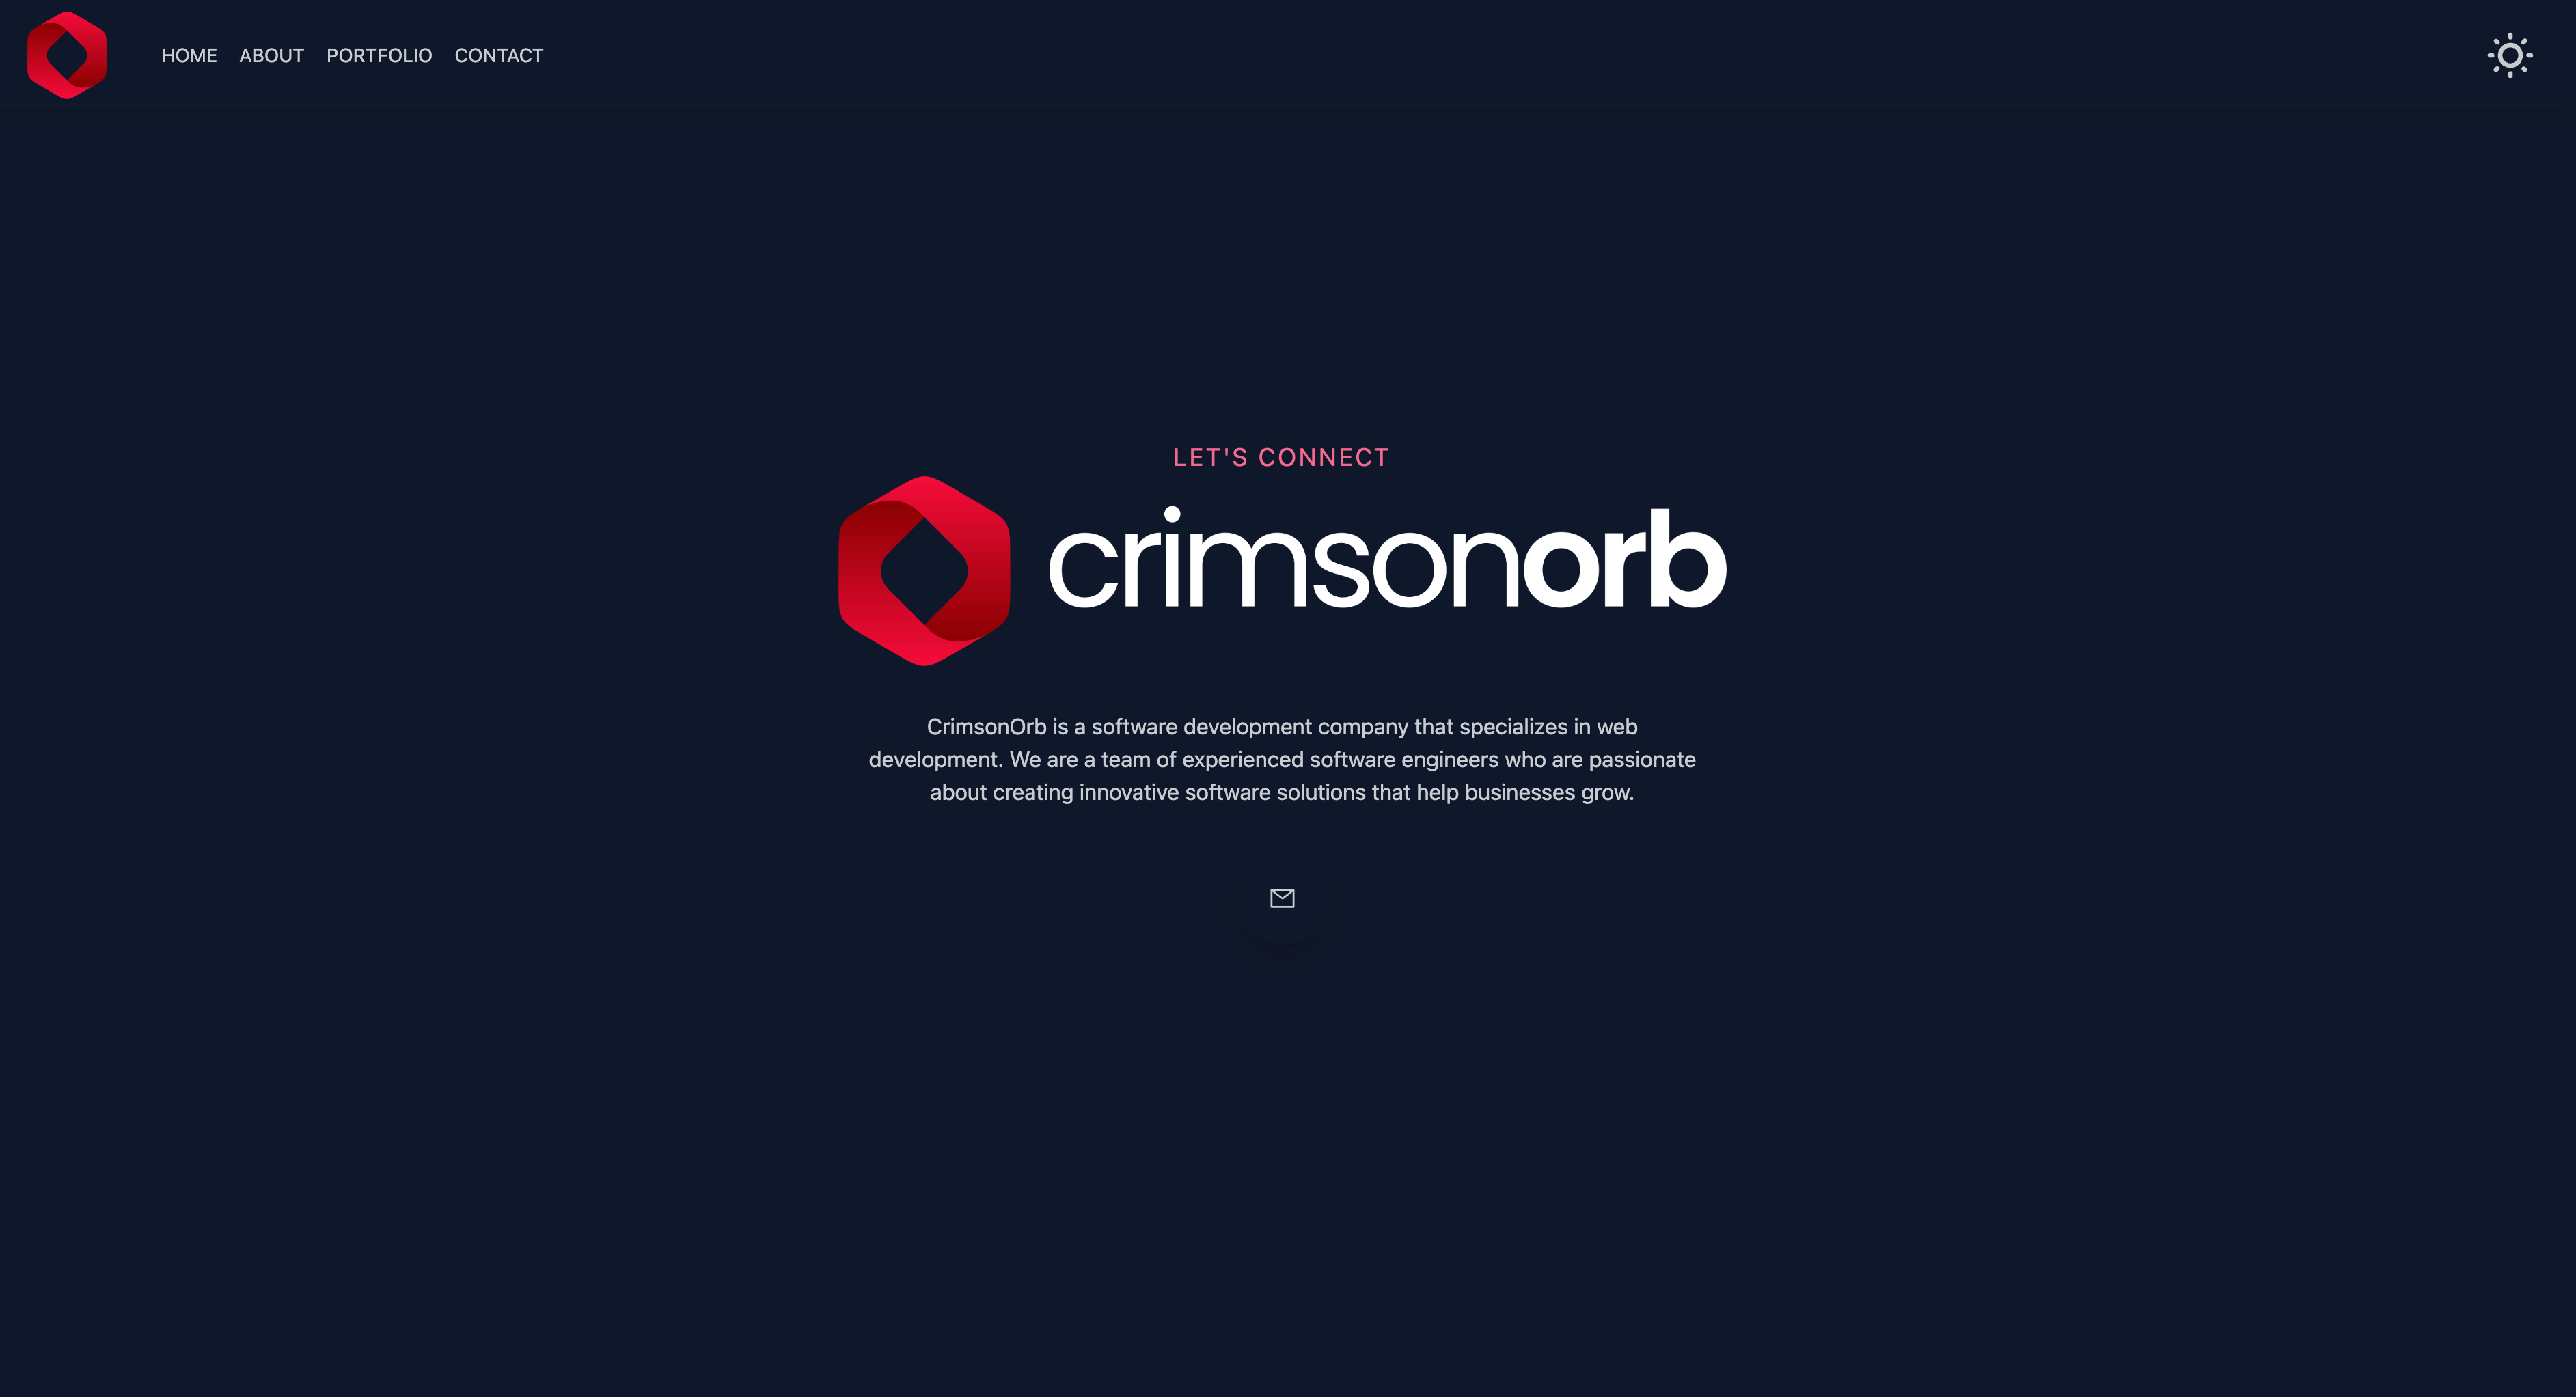 HOME ABOUT PORTFOLIO CONTACT
LET'S CONNECT
crimsonorb
CrimsonOrb is a software development company that specializes in web
development. We are a team of experienced software engineers who are passionate
about creating innovative software solutions that help businesses grow.